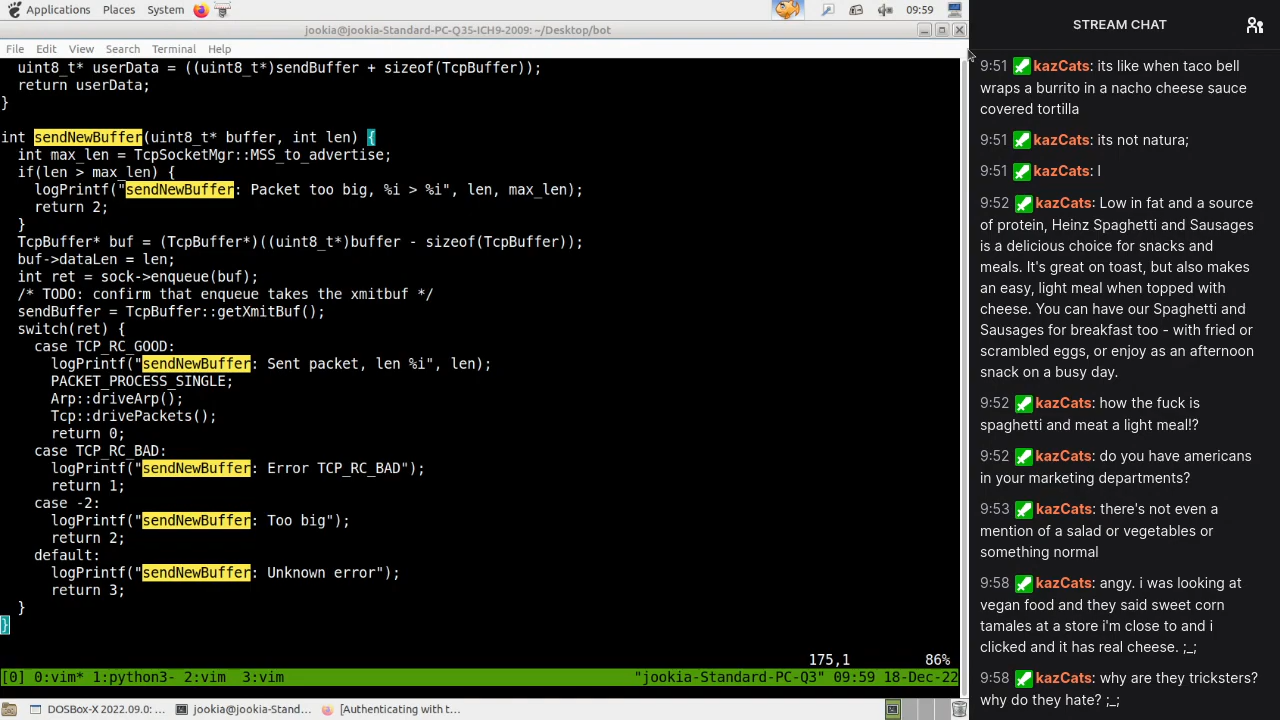 Applications Places System 09:59
jookia@jookia-Standard-PC-Q35-ICH9-2009: ~/Desktop/bot
File Edit View Search Terminal Help
uint8_t* userData = ((uint8_t*)sendBuffer + sizeof(TcpBuffer));
return userData;
}
int sendNewBuffer(uint8_t* buffer, int len) {
int max_len = TcpSocketMgr::MSS_to_advertise;
if(len > max_len) {
logPrintf("sendNewBuffer: Packet too big, %i > %i", len, max_len);
return 2;
}
TcpBuffer* buf = (TcpBuffer*)((uint8_t*)buffer - sizeof(TcpBuffer));
buf->dataLen = len;
int ret = sock->enqueue(buf);
/* TODO: confirm that enqueue takes the xmitbuf */
sendBuffer = TcpBuffer::getXmitBuf();
switch(ret) {
case TCP_RC_GOOD:
logPrintf("sendNewBuffer: Sent packet, len %i", len);
PACKET_PROCESS_SINGLE;
Arp::driveArp();
Tcp::drivePackets();
return 0;
case TCP_RC_BAD:
logPrintf("sendNewBuffer: Error TCP_RC_BAD");
return 1;
case -2:
logPrintf("sendNewBuffer: Too big");
return 2;
default:
logPrintf("sendNewBuffer: Unknown error");
return 3;
}
}
175,1 86%
[0] 0:vim* 1:python3- 2:vim 3:vim "jookia-Standard-PC-Q3" 09:59 18-Dec-22
DOSBox-X 2022.09.0: ... jookia@jookia-Stand... [Authenticating with t...
STREAM CHAT
9:51 kazCats: its like when taco bell
wraps a burrito in a nacho cheese sauce
covered tortilla
9:51 kazCats: its not natura;
9:51 kazCats: l
9:52 kazCats: Low in fat and a source
of protein, Heinz Spaghetti and Sausages
is a delicious choice for snacks and
meals. It's great on toast, but also makes
an easy, light meal when topped with
cheese. You can have our Spaghetti and
Sausages for breakfast too - with fried or
scrambled eggs, or enjoy as an afternoon
snack on a busy day.
9:52 kazCats: how the fuck is
spaghetti and meat a light meal!?
9:52 kazCats: do you have americans
in your marketing departments?
9:53 kazCats: there's not even a
mention of a salad or vegetables or
something normal
9:58 kazCats: angry. i was looking at
vegan food and they said sweet corn
tamales at a store i'm close to and i
clicked and it has real cheese. ;_;
9:58 kazCats: why are they tricksters?
why do they hate? ;_;